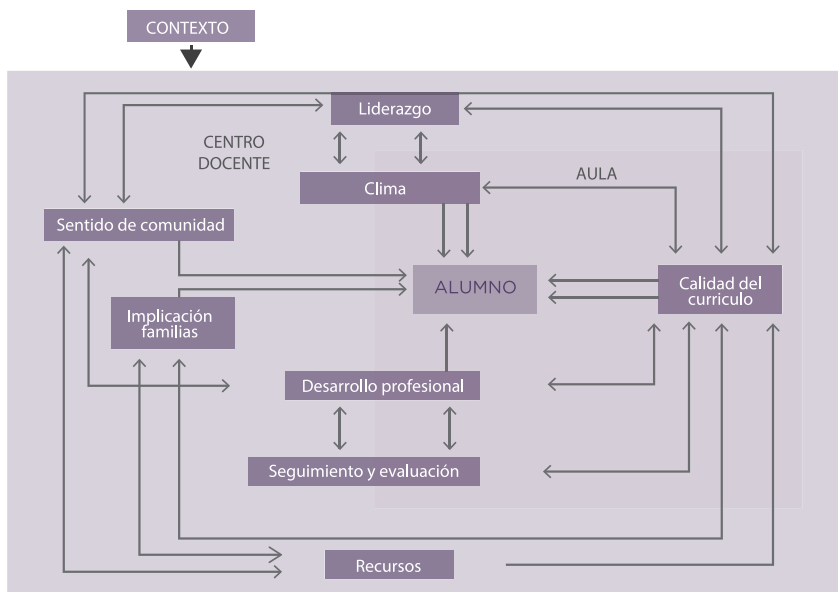 CONTEXTO
Liderazgo
CENTRO
DOCENTE
Clima
AULA
Sentido de comunidad
ALUMNO
Calidad del
curriculo
Implicación
familias
Desarrollo profesional
Seguimiento y evaluación
Recursos